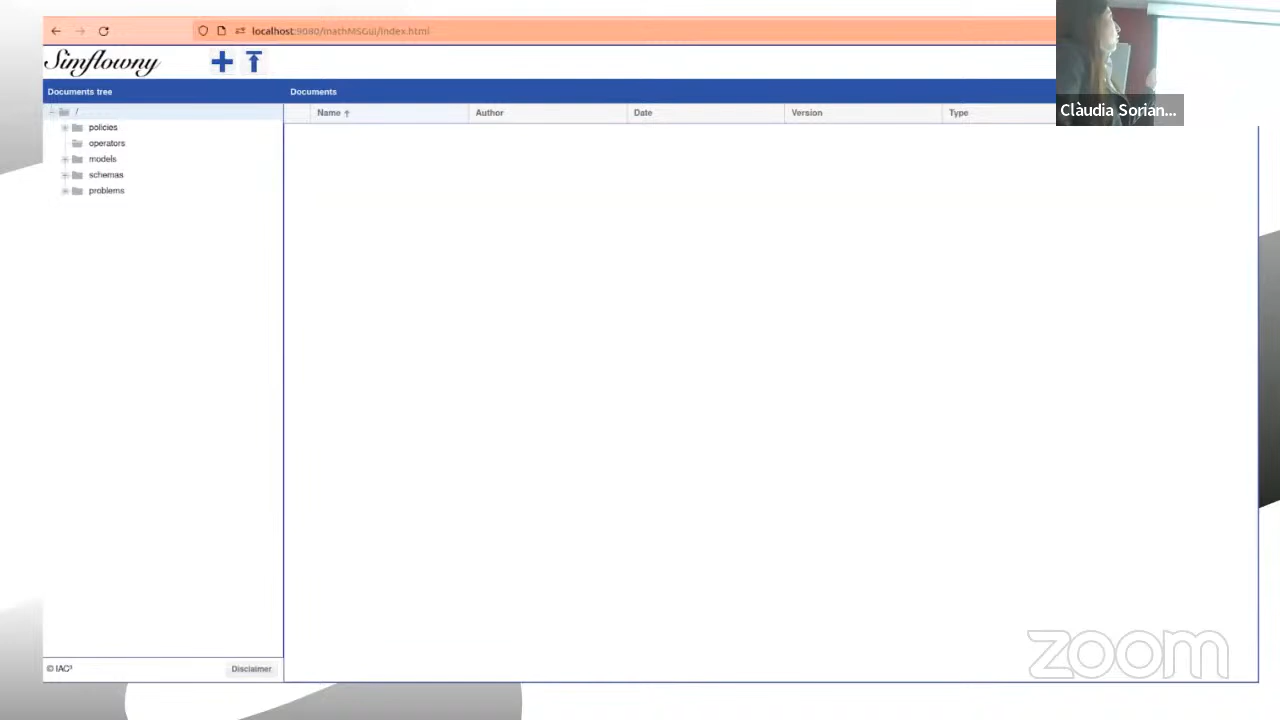 localhost:9080/mathMSGui/index.html
Simflowny
Documents tree
Documents
/
Name
Author
Date
Version
Type
Clàudia Sorian...
policies
operators
models
schemas
problems
© IAC³
Disclaimer
zoom